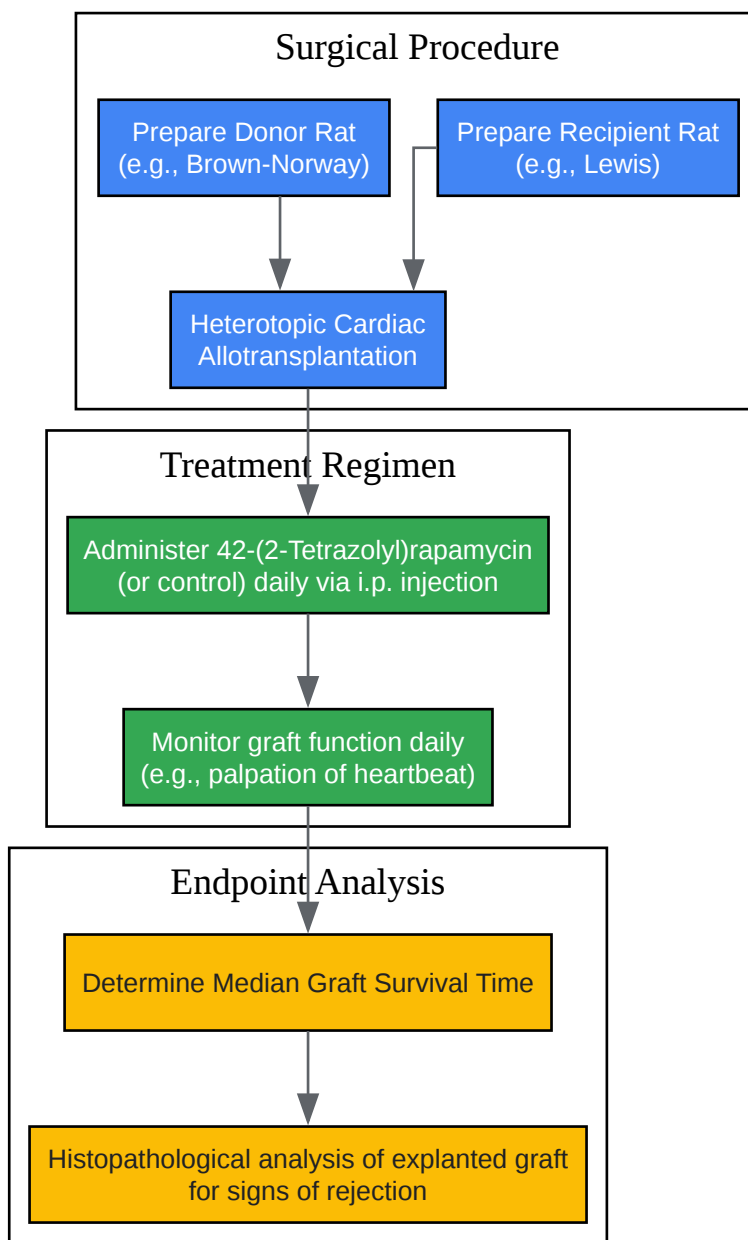 Surgical Procedure
Prepare Donor Rat
(e.g., Brown-Norway)
Prepare Recipient Rat
(e.g., Lewis)
Heterotopic Cardiac
Allotransplantation
Treatment Regimen
Administer 42-(2-Tetrazolyl)rapamycin
(or control) daily via i.p. injection
Monitor graft function daily
(e.g., palpation of heartbeat)
Endpoint Analysis
Determine Median Graft Survival Time
Histopathological analysis of explanted graft
for signs of rejection